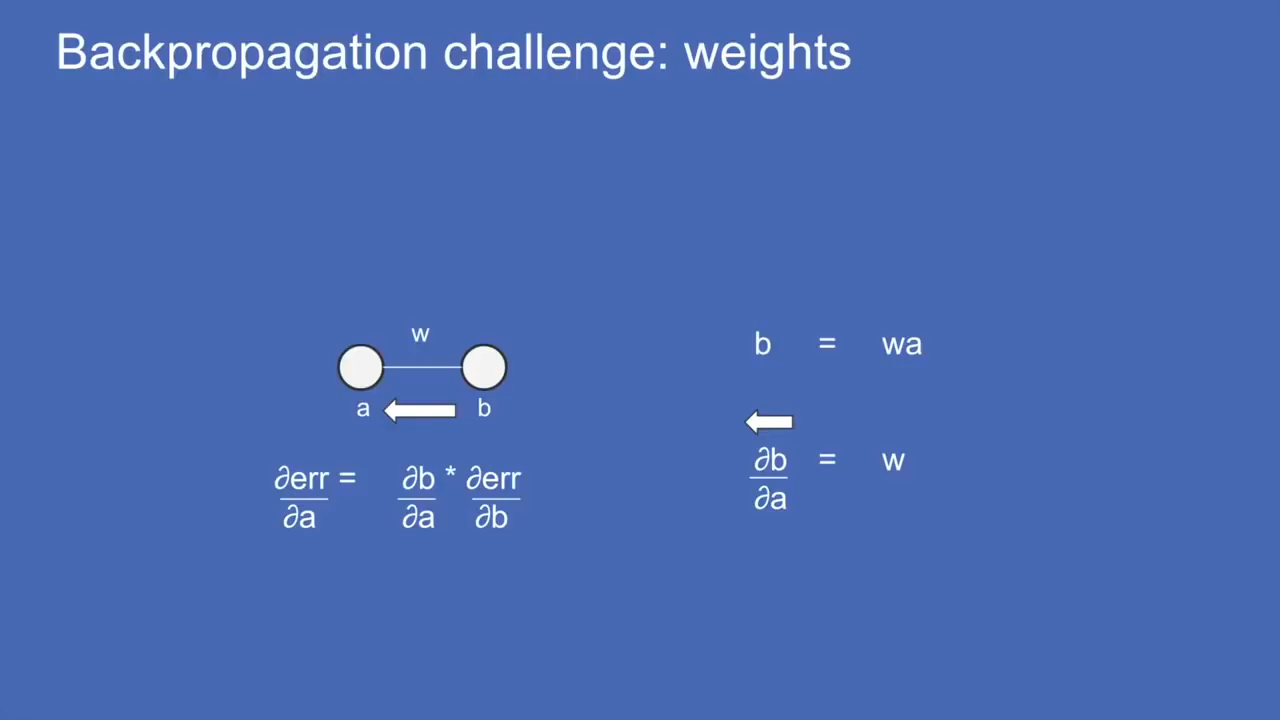 Backpropagation challenge: weights
w
a b
∂err = ∂b * ∂err
∂a ∂a ∂b
b = wa
∂b = w
∂a